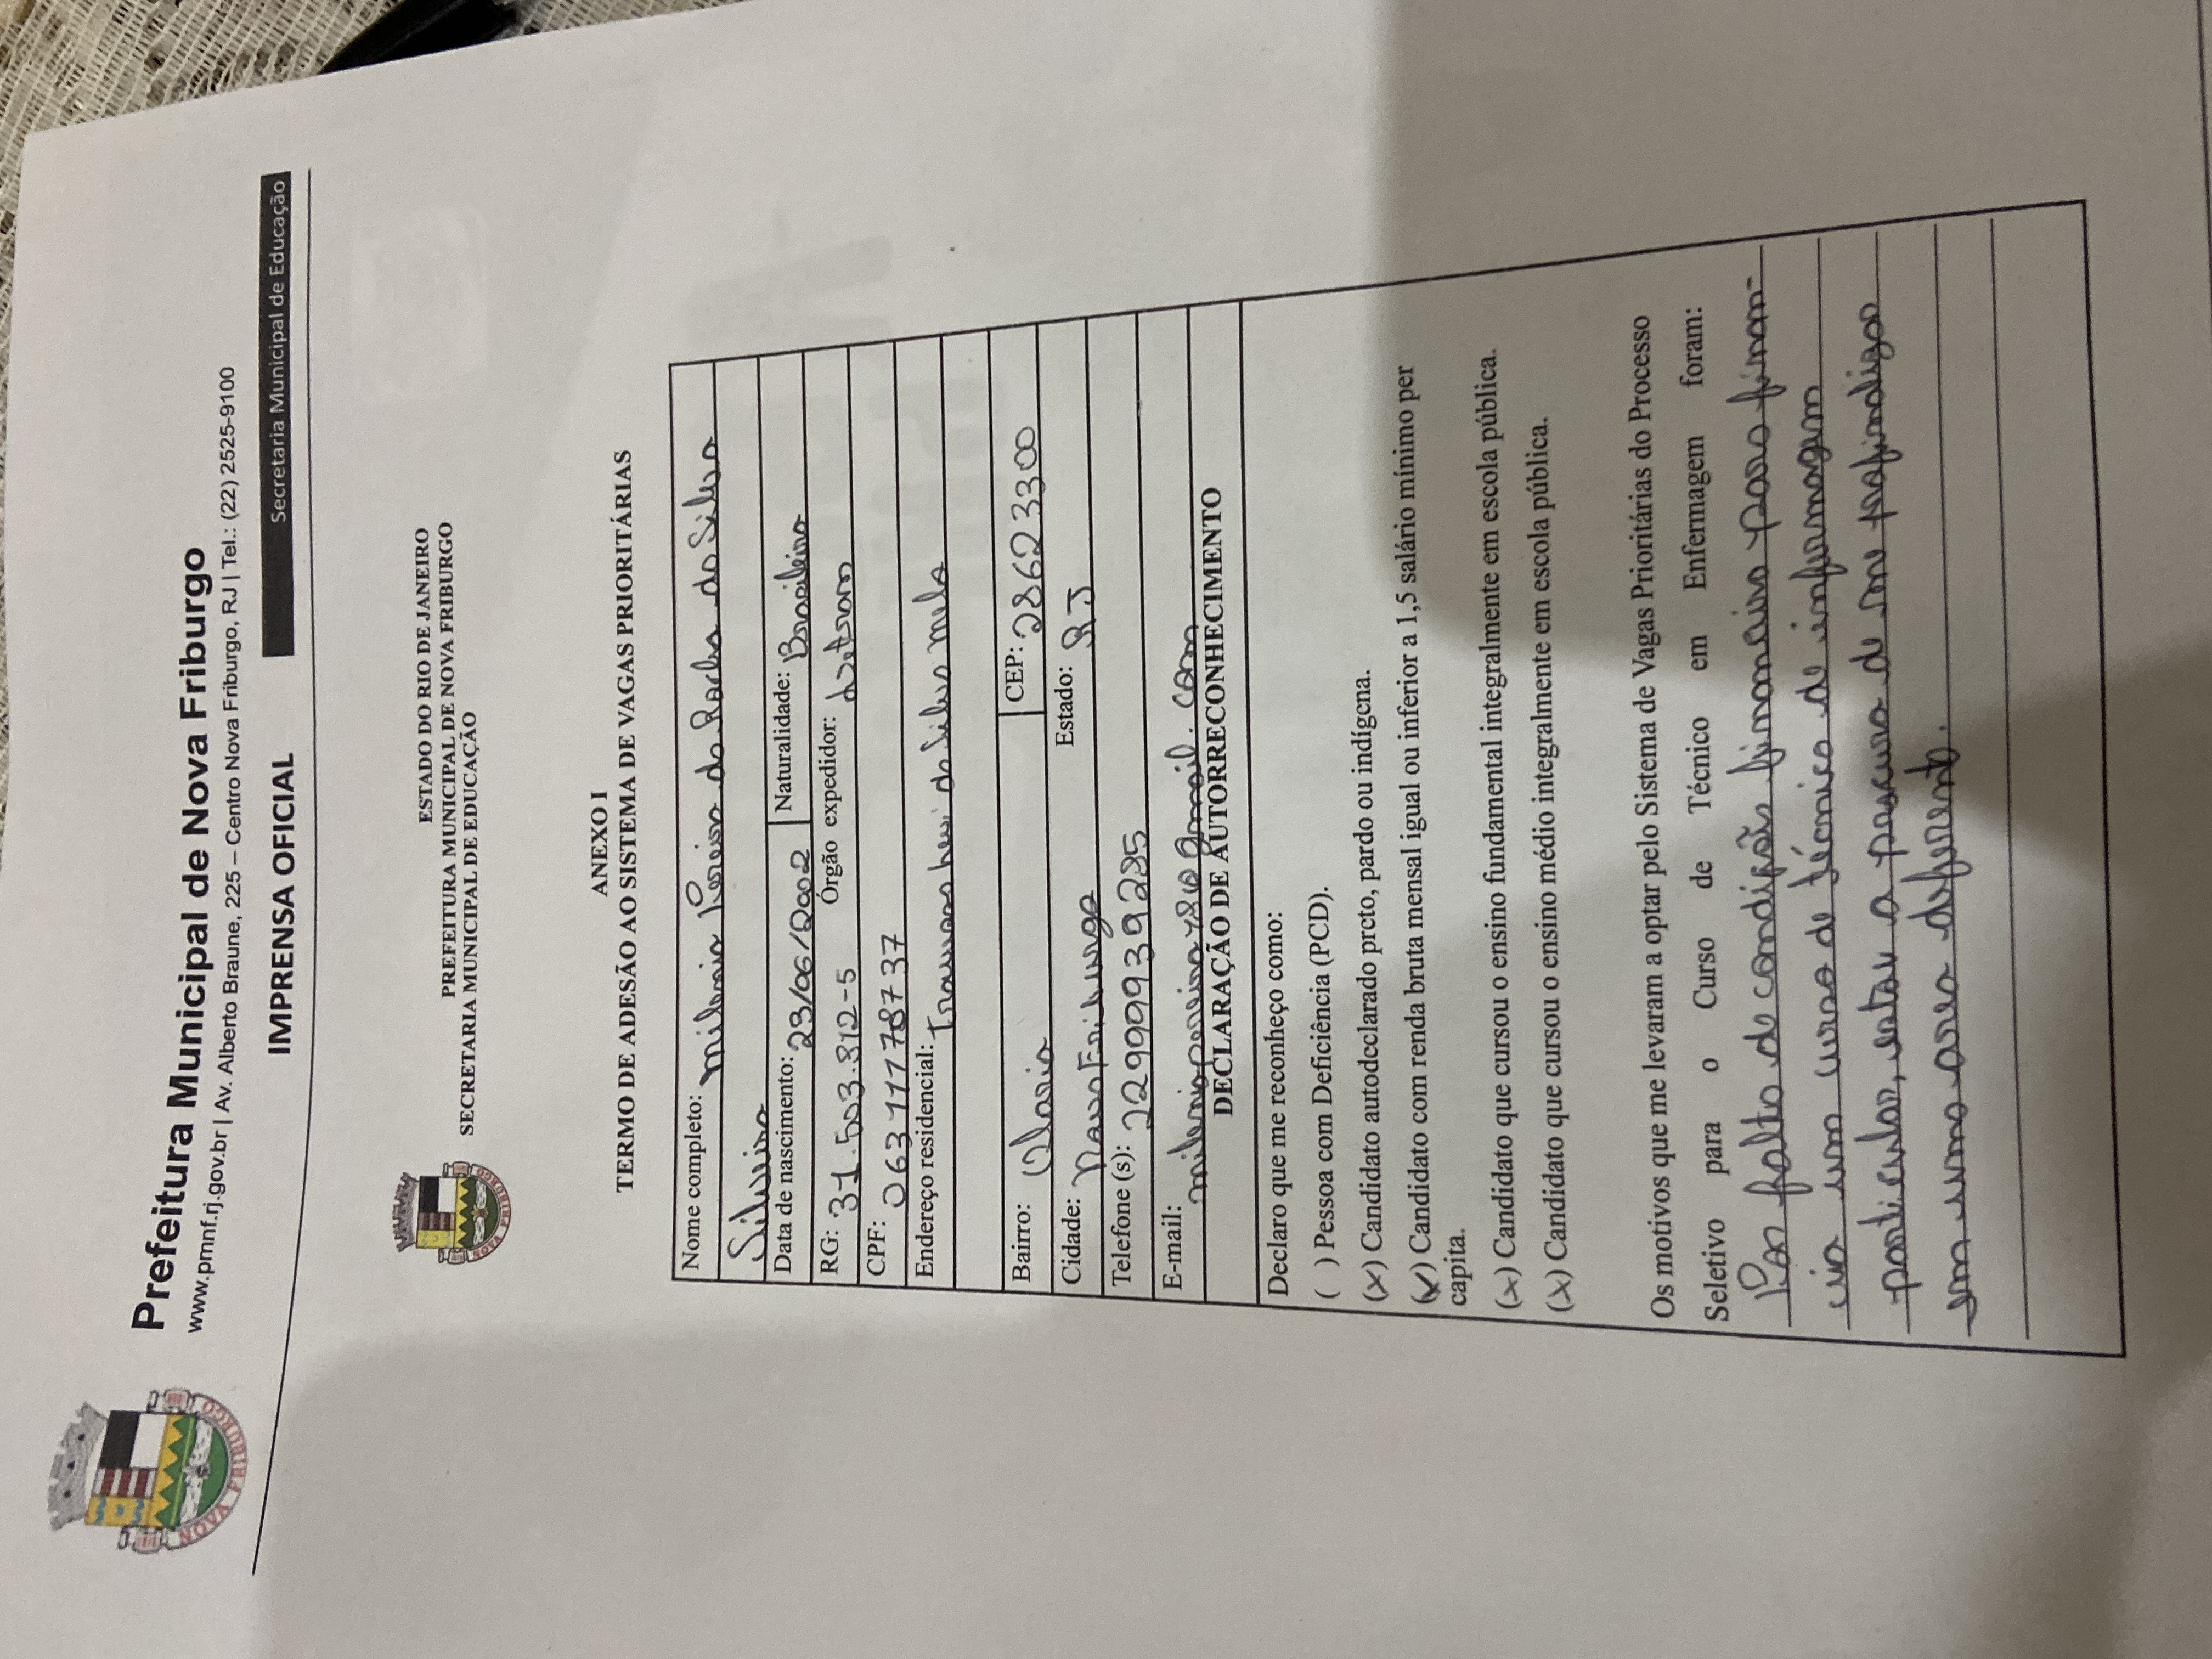 Prefeitura Municipal de Nova Friburgo
www.pmnf.rj.gov.br | Av. Alberto Braune, 225 – Centro Nova Friburgo, RJ | Tel.: (22) 2525-9100
IMPRENSA OFICIAL Secretaria Municipal de Educação
NOVA FRIBURGO
ESTADO DO RIO DE JANEIRO
PREFEITURA MUNICIPAL DE NOVA FRIBURGO
SECRETARIA MUNICIPAL DE EDUCAÇÃO
NOVA FRIBURGO
ANEXO I
TERMO DE ADESÃO AO SISTEMA DE VAGAS PRIORITÁRIAS
Nome completo: Milenia Pereira da Rocha da Silva
Silveira
Data de nascimento: 29/06/2002 Naturalidade: Brasileira
RG: 31.503.812-5 Órgão expedidor: Detran
CPF: 06311178737
Endereço residencial: Travessa Levi da Silva Melo
Bairro: Olaria CEP: 28623300
Cidade: Nova Friburgo Estado: RJ
Telefone (s): 22999939285
E-mail: @gmail.com
DECLARAÇÃO DE AUTORRECONHECIMENTO
Declaro que me reconheço como:
( ) Pessoa com Deficiência (PCD).
(x) Candidato autodeclarado preto, pardo ou indígena.
(x) Candidato com renda bruta mensal igual ou inferior a 1,5 salário mínimo per
capita.
(x) Candidato que cursou o ensino fundamental integralmente em escola pública.
(x) Candidato que cursou o ensino médio integralmente em escola pública.
Os motivos que me levaram a optar pelo Sistema de Vagas Prioritárias do Processo
Seletivo para o Curso de Técnico em Enfermagem foram:
Por falta de financeira para finan-
cia um curso de técnico de infermagem
particular, estou a procura de me
em uma area deferente.